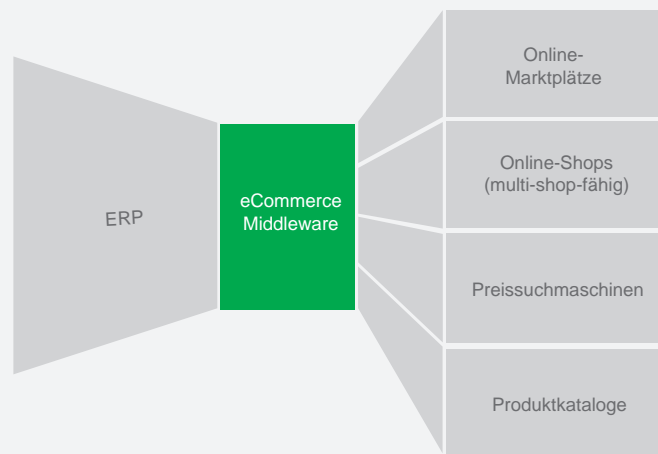 ERP
eCommerce
Middleware
Online-
Marktplätze
Online-Shops
(multi-shop-fähig)
Preissuchmaschinen
Produktkataloge